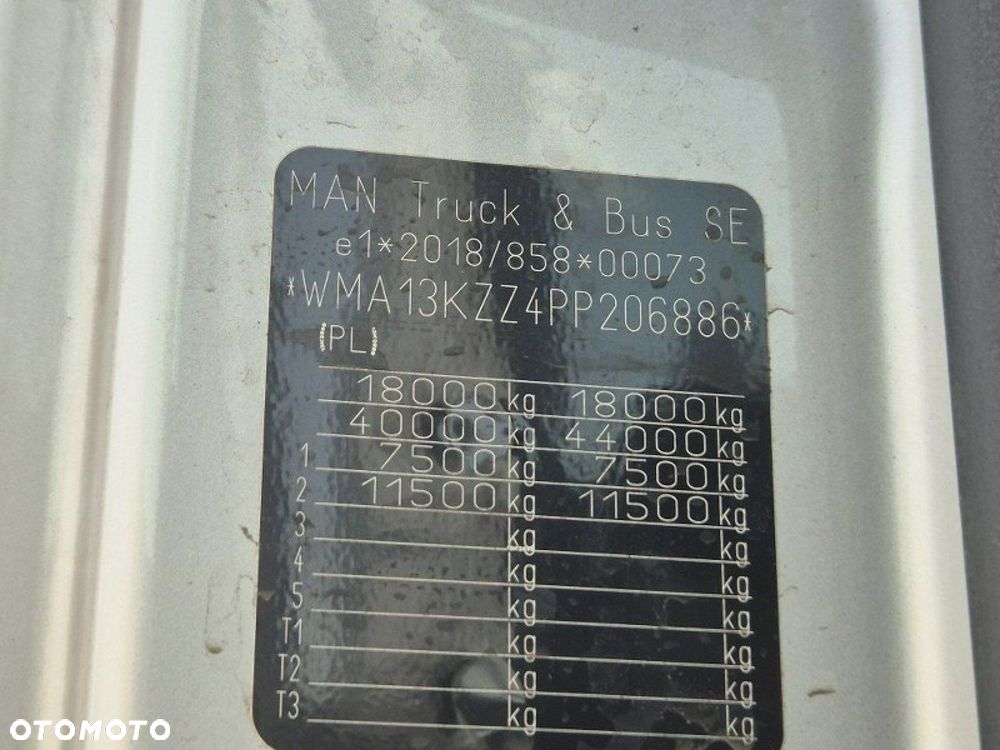 MAN Truck & Bus SE
e1*2018/858*00073
*WMA13KZZ4PP206886*
(PL)
18000 kg 18000 kg
40000 kg 44000 kg
1 7500 kg 7500 kg
2 11500 kg 11500 kg
3 kg kg
4 kg kg
5 kg kg
T1 kg kg
T2 kg kg
T3 kg kg
OTOMOTO